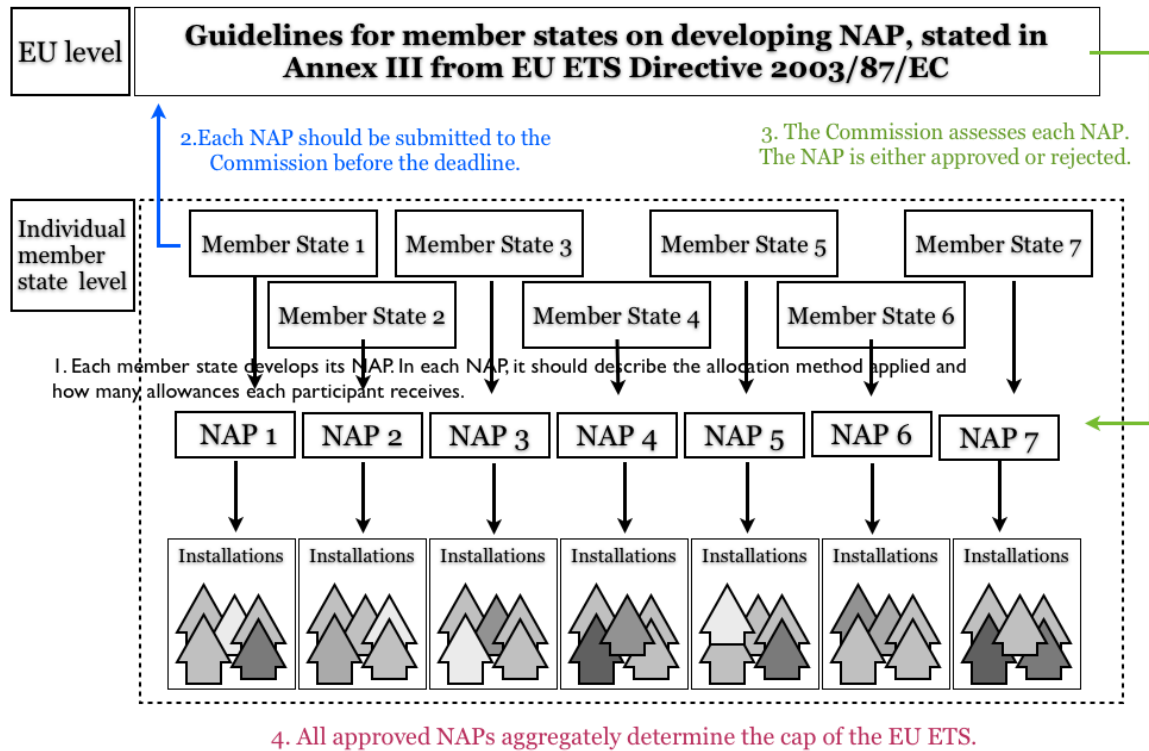 EU level
Guidelines for member states on developing NAP, stated in
Annex III from EU ETS Directive 2003/87/EC
2.Each NAP should be submitted to the
Commission before the deadline.
3. The Commission assesses each NAP.
The NAP is either approved or rejected.
Individual
member
state level
Member State 1
Member State 3
Member State 5
Member State 7
Member State 2
Member State 4
Member State 6
1. Each member state develops its NAP. In each NAP, it should describe the allocation method applied and
how many allowances each participant receives.
NAP 1
NAP 2
NAP 3
NAP 4
NAP 5
NAP 6
NAP 7
Installations
Installations
Installations
Installations
Installations
Installations
Installations
4. All approved NAPs aggregately determine the cap of the EU ETS.